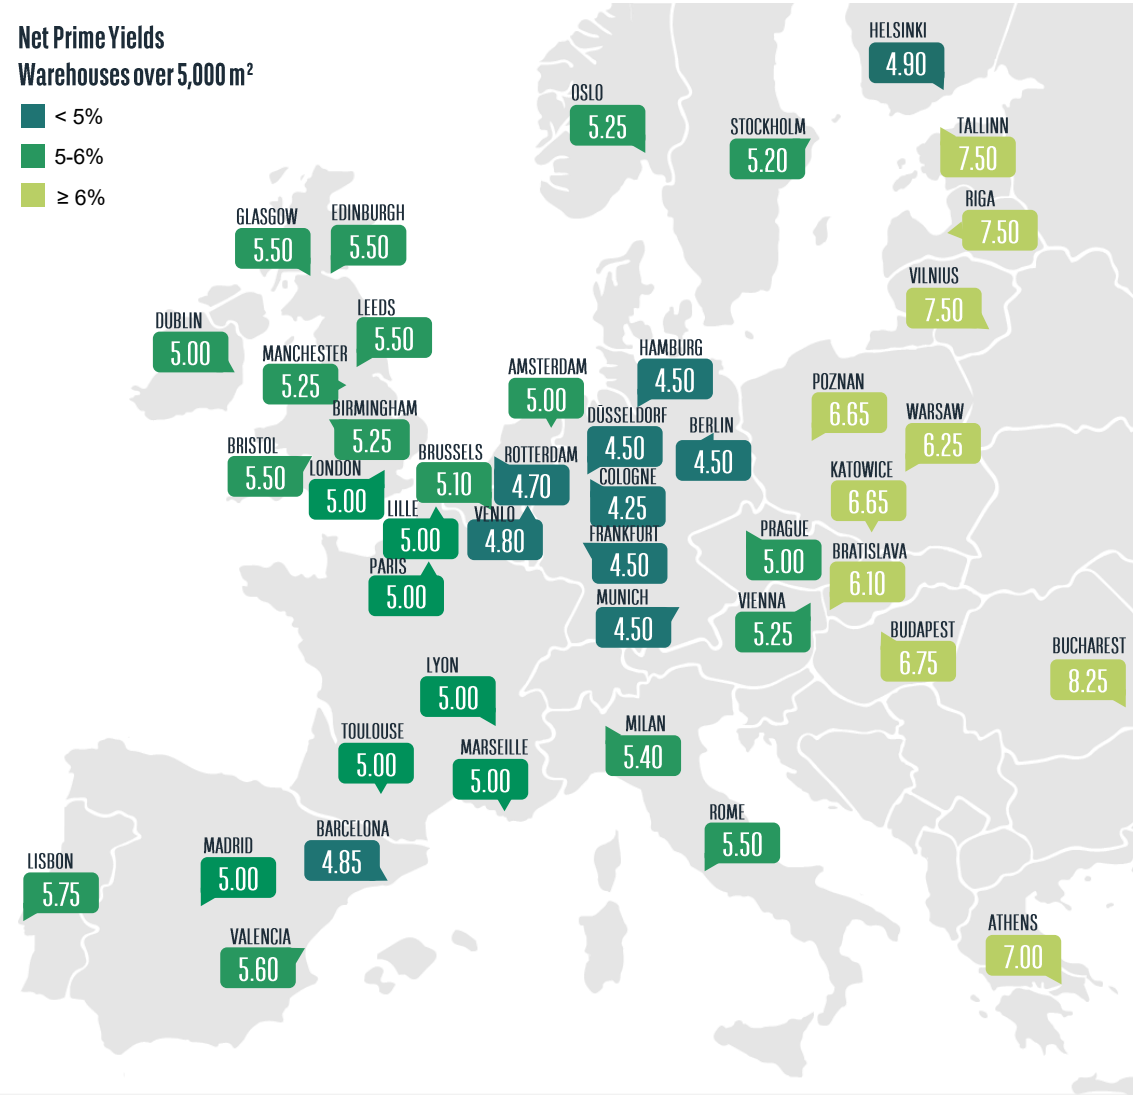 Net Prime Yields
Warehouses over 5,000 m²
< 5%
5-6%
≥ 6%
HELSINKI
4.90
OSLO
5.25
STOCKHOLM
5.20
TALLINN
7.50
RIGA
7.50
VILNIUS
7.50
GLASGOW
5.50
EDINBURGH
5.50
DUBLIN
5.00
LEEDS
5.50
MANCHESTER
5.25
BIRMINGHAM
5.25
BRISTOL
5.50
LONDON
5.00
AMSTERDAM
5.00
HAMBURG
4.50
DÜSSELDORF
4.50
BERLIN
4.50
BRUSSELS
5.10
ROTTERDAM
4.70
COLOGNE
4.25
LILLE
5.00
VENLO
4.80
FRANKFURT
4.50
PARIS
5.00
MUNICH
4.50
POZNAN
6.65
WARSAW
6.25
KATOWICE
6.65
PRAGUE
5.00
BRATISLAVA
6.10
VIENNA
5.25
BUDAPEST
6.75
BUCHAREST
8.25
LYON
5.00
TOULOUSE
5.00
MARSEILLE
5.00
MILAN
5.40
ROME
5.50
BARCELONA
4.85
MADRID
5.00
LISBON
5.75
VALENCIA
5.60
ATHENS
7.00